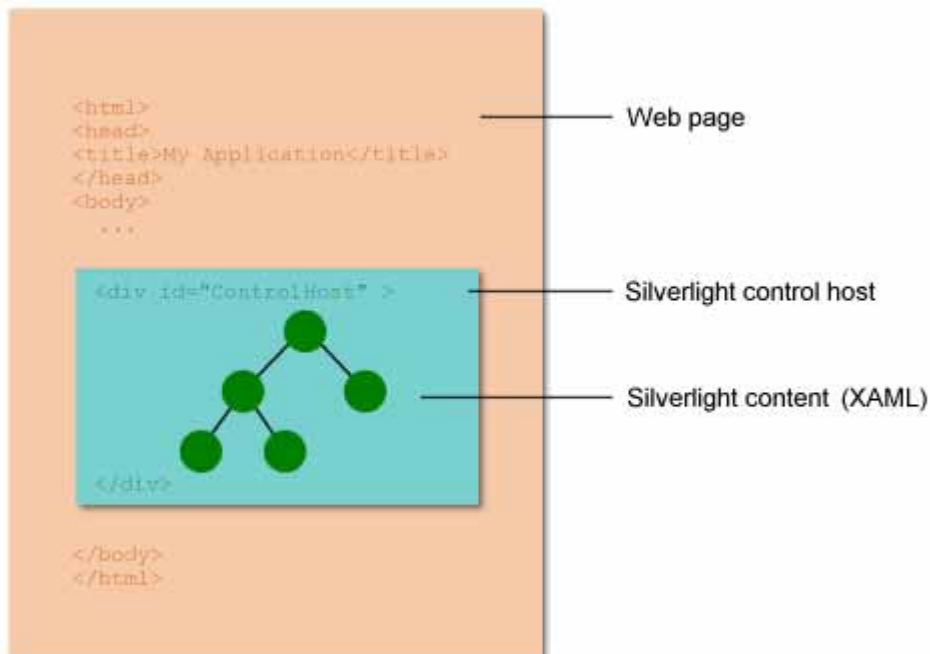 <html>
<head>
<title>My Application</title>
</head>
<body>
...
<div id="ControlHost" >
</div>
</body>
</html>
Web page
Silverlight control host
Silverlight content (XAML)